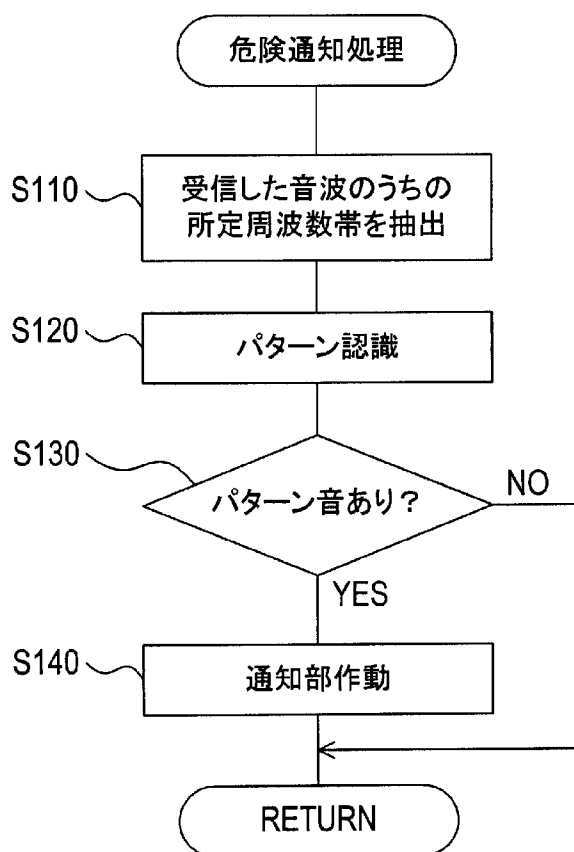 危険通知処理
S110
受信した音波のうちの
所定周波数帯を抽出
S120
パターン認識
S130
パターン音あり？
NO
YES
S140
通知部作動
RETURN